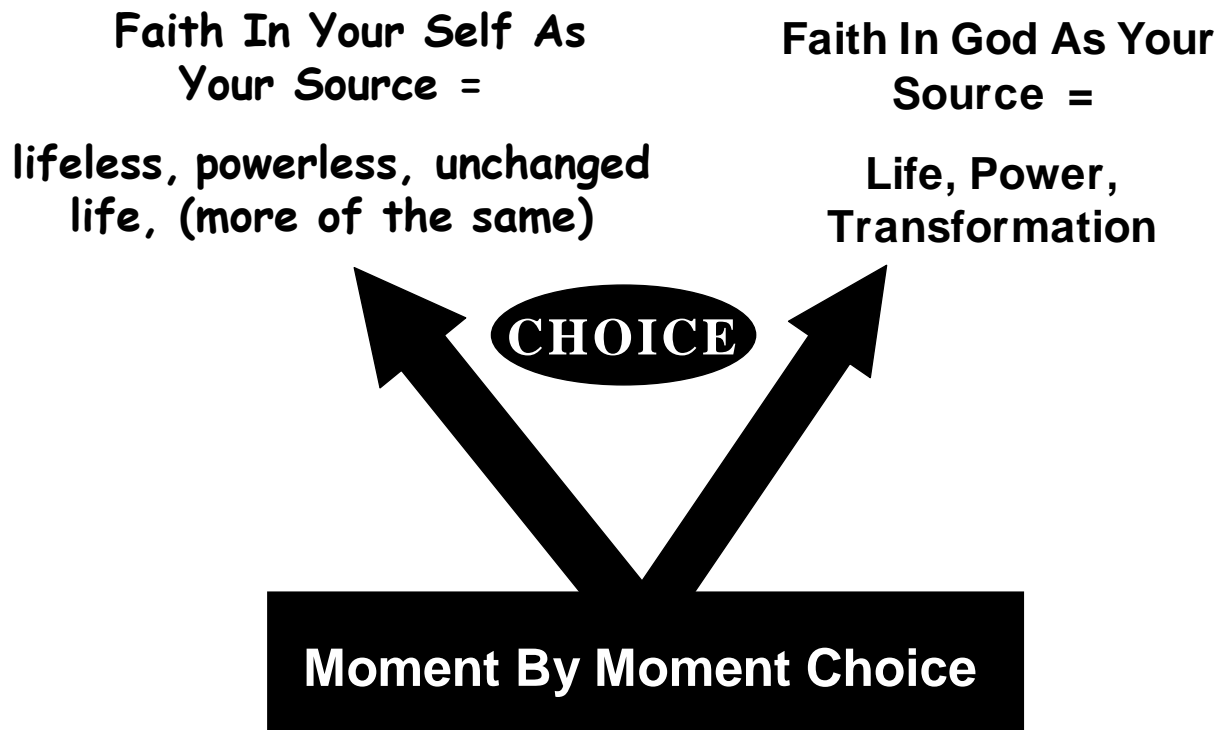 Faith In Your Self As
Your Source =
lifeless, powerless, unchanged
life, (more of the same)
Faith In God As Your
Source =
Life, Power,
Transformation
CHOICE
Moment By Moment Choice